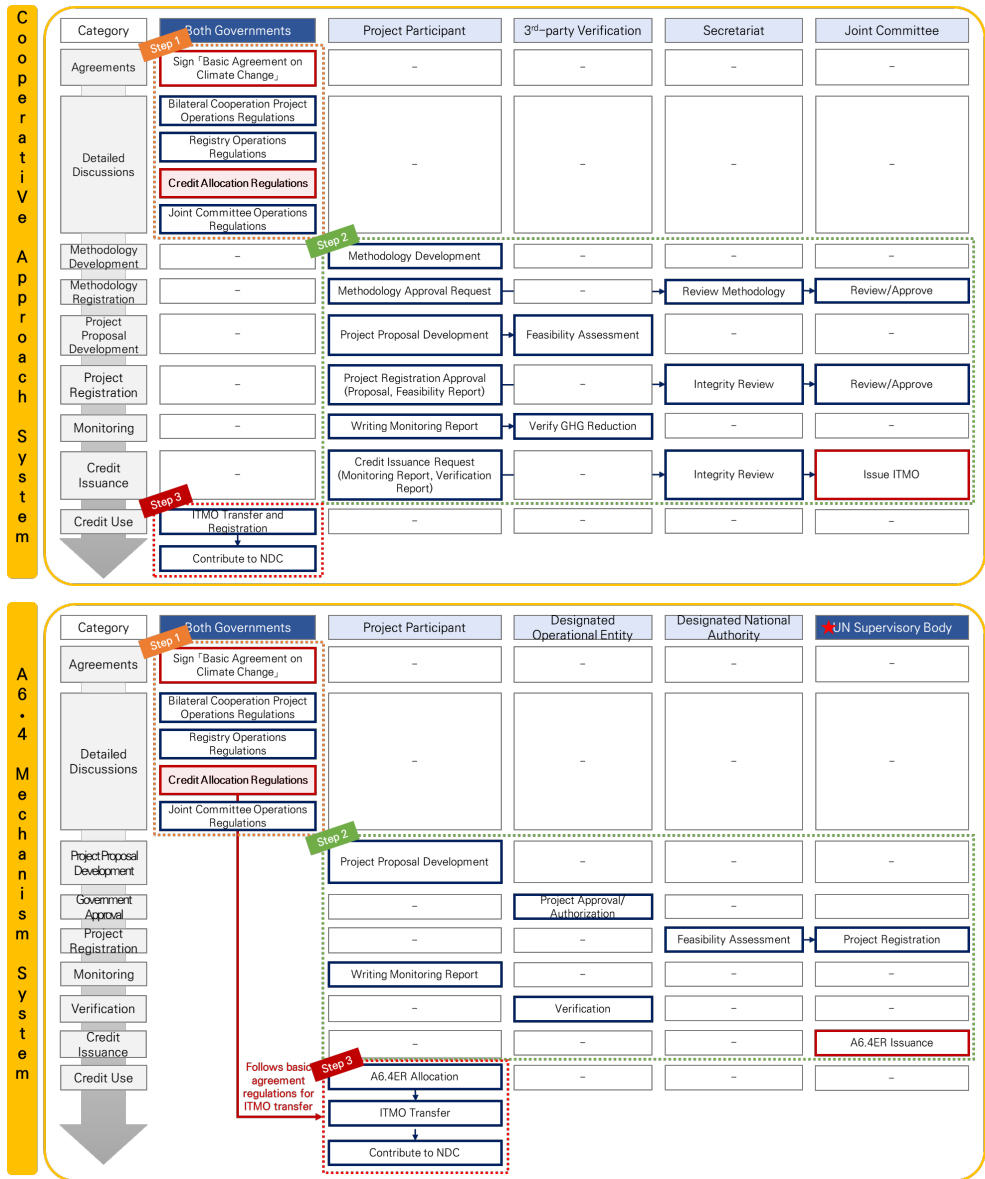 CooperatiVe Approach System
Category
Both Governments
Project Participant
3rd-party Verification
Secretariat
Joint Committee
Step 1
Agreements
Sign「Basic Agreement on
Climate Change」
–
–
–
–
Detailed
Discussions
Bilateral Cooperation Project
Operations Regulations
Registry Operations
Regulations
Credit Allocation Regulations
Joint Committee Operations
Regulations
–
–
–
–
Step 2
Methodology
Development
–
Methodology Development
–
–
–
Methodology
Registration
–
Methodology Approval Request
–
Review Methodology
Review/Approve
Project
Proposal
Development
–
Project Proposal Development
Feasibility Assessment
–
–
Project
Registration
–
Project Registration Approval
(Proposal, Feasibility Report)
–
Integrity Review
Review/Approve
Monitoring
–
Writing Monitoring Report
Verify GHG Reduction
–
–
Credit
Issuance
–
Credit Issuance Request
(Monitoring Report, Verification
Report)
–
Integrity Review
Issue ITMO
Step 3
Credit Use
ITMO Transfer and
Registration
–
–
–
–
Contribute to NDC
A6.4 Mechanism System
Category
Both Governments
Project Participant
Designated
Operational Entity
Designated National
Authority
UN Supervisory Body
Step 1
Agreements
Sign「Basic Agreement on
Climate Change」
–
–
–
–
Detailed
Discussions
Bilateral Cooperation Project
Operations Regulations
Registry Operations
Regulations
Credit Allocation Regulations
Joint Committee Operations
Regulations
–
–
–
–
Step 2
Project Proposal
Development
Project Proposal Development
–
–
–
Government
Approval
–
Project Approval/
Authorization
–
–
Project
Registration
–
–
Feasibility Assessment
Project Registration
Monitoring
Writing Monitoring Report
–
–
–
Verification
–
Verification
–
–
Credit
Issuance
–
–
–
A6.4ER Issuance
Step 3
Credit Use
A6.4ER Allocation
–
–
–
Follows basic
agreement
regulations for
ITMO transfer
ITMO Transfer
Contribute to NDC